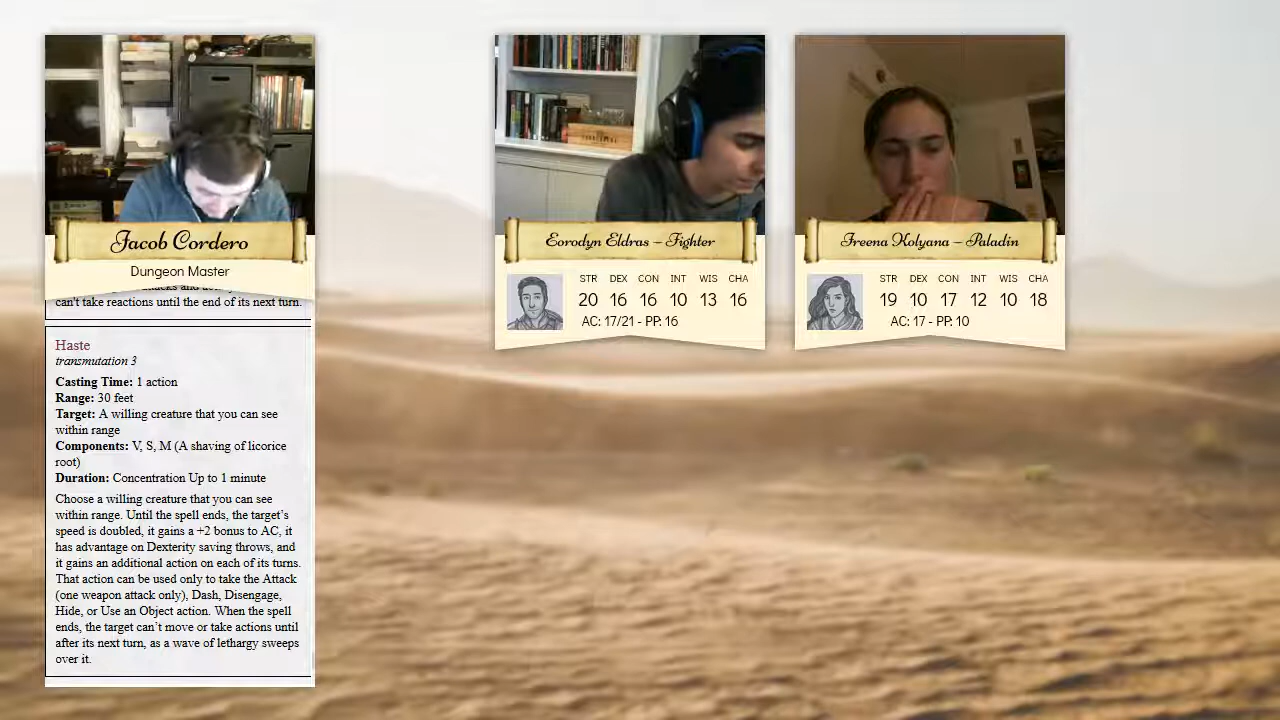 Jacob Cordero
Dungeon Master
can't take reactions until the end of its next turn.
Haste
transmutation 3
Casting Time: 1 action
Range: 30 feet
Target: A willing creature that you can see
within range
Components: V, S, M (A shaving of licorice
root)
Duration: Concentration Up to 1 minute
Choose a willing creature that you can see
within range. Until the spell ends, the target’s
speed is doubled, it gains a +2 bonus to AC, it
has advantage on Dexterity saving throws, and
it gains an additional action on each of its turns.
That action can be used only to take the Attack
(one weapon attack only), Dash, Disengage,
Hide, or Use an Object action. When the spell
ends, the target can’t move or take actions until
after its next turn, as a wave of lethargy sweeps
over it.
Eorodyn Eldras – Fighter
STR DEX CON INT WIS CHA
20 16 16 10 13 16
AC: 17/21 - PP: 16
Freena Kolyana – Paladin
STR DEX CON INT WIS CHA
19 10 17 12 10 18
AC: 17 - PP: 10